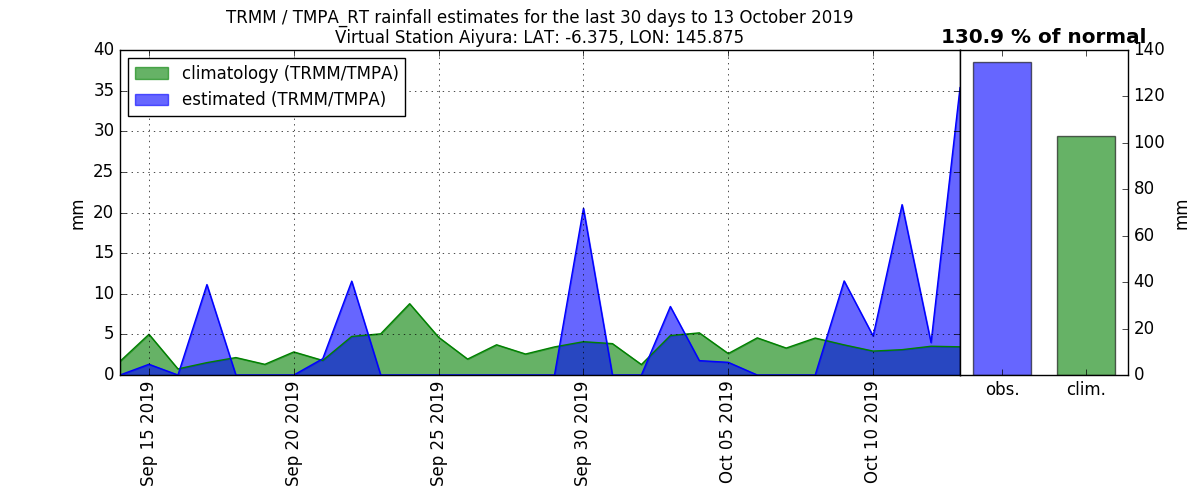 TRMM / TMPA_RT rainfall estimates for the last 30 days to 13 October 2019
Virtual Station Aiyura: LAT: -6.375, LON: 145.875
130.9 % of normal
climatology (TRMM/TMPA)
estimated (TRMM/TMPA)
mm
40
35
30
25
20
15
10
5
0
Sep 15 2019
Sep 20 2019
Sep 25 2019
Sep 30 2019
Oct 05 2019
Oct 10 2019
obs.
clim.
140
120
100
80
60
40
20
0
mm